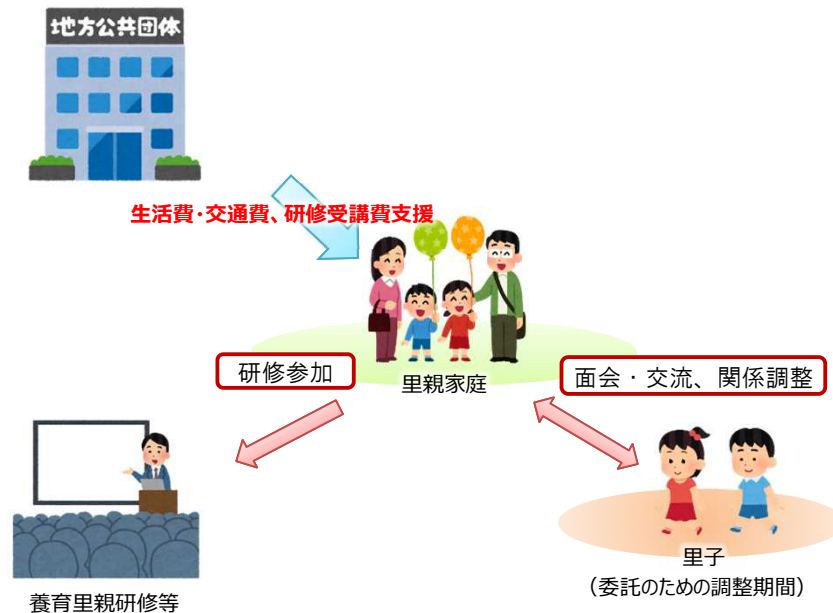 地方公共団体
生活費・交通費、研修受講費支援
研修参加
里親家庭
面会・交流、関係調整
養育里親研修等
里子
（委託のための調整期間）